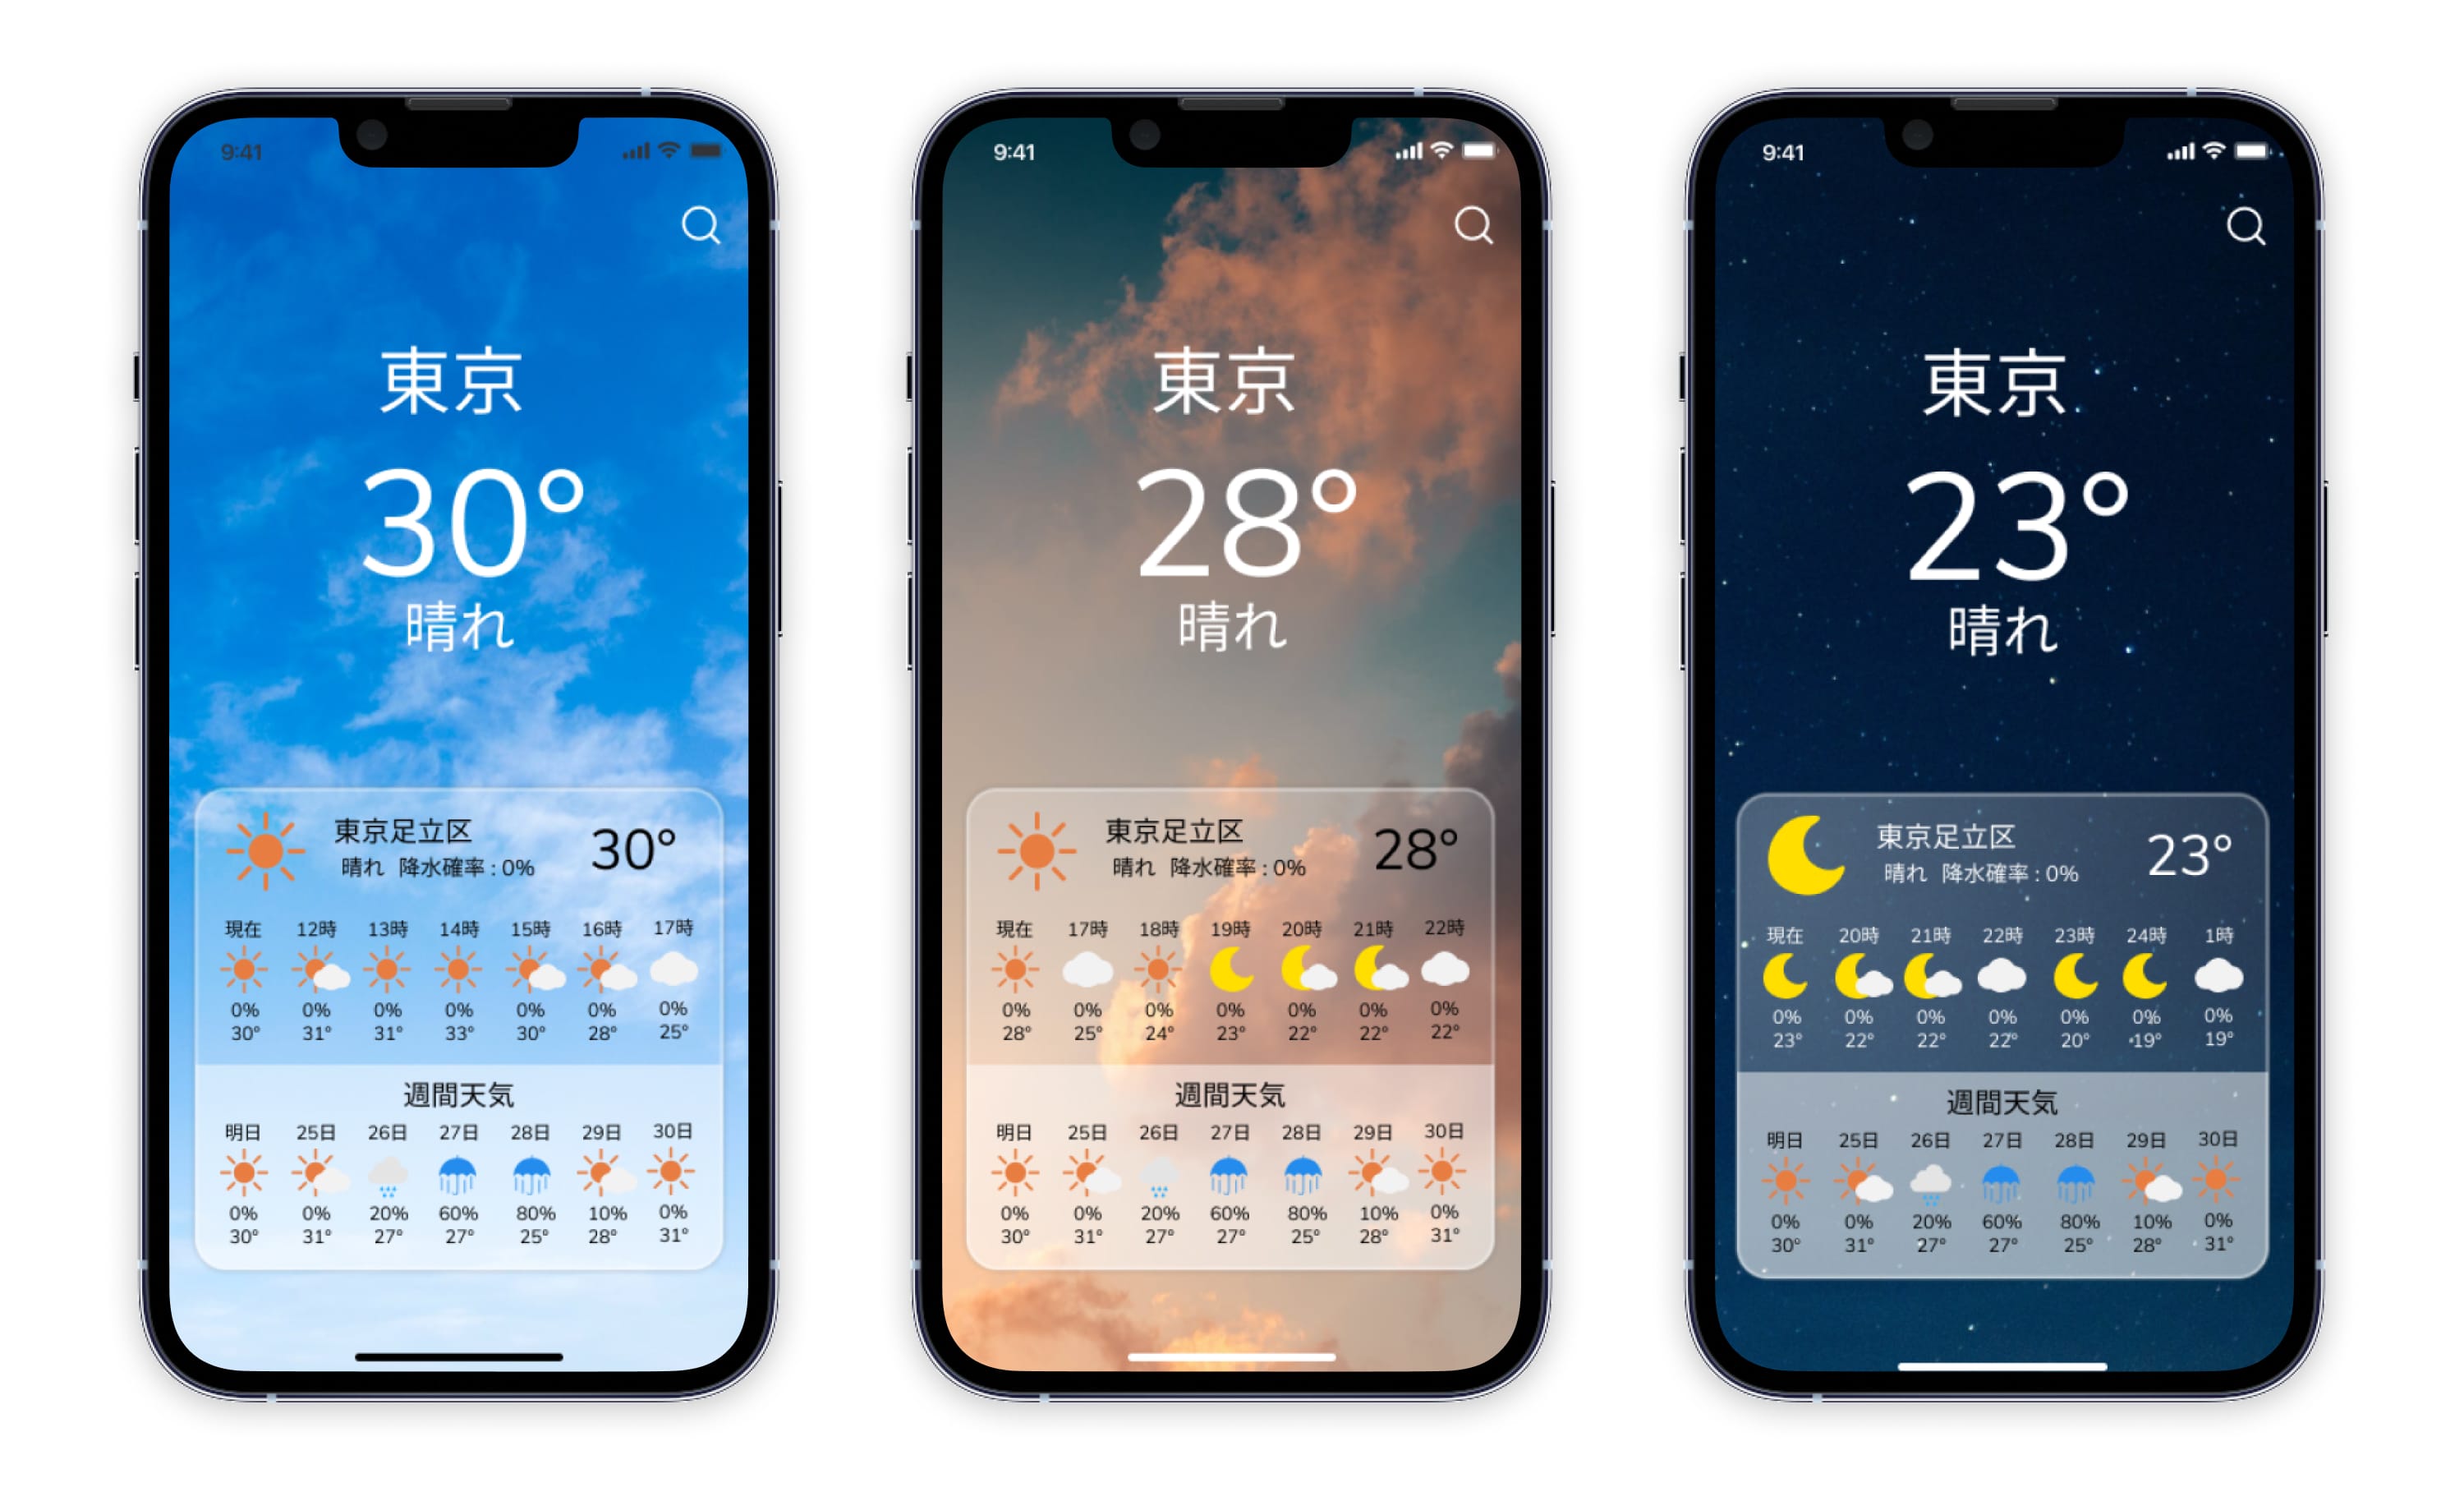 9:41
東京
30°
晴れ
東京足立区
晴れ 降水確率 : 0%
30°
現在 12時 13時 14時 15時 16時 17時
0% 0% 0% 0% 0% 0% 0%
30° 31° 31° 33° 30° 28° 25°
週間天気
明日 25日 26日 27日 28日 29日 30日
0% 0% 20% 60% 80% 10% 0%
30° 31° 27° 27° 25° 28° 31°
9:41
東京
28°
晴れ
東京足立区
晴れ 降水確率 : 0%
28°
現在 17時 18時 19時 20時 21時 22時
0% 0% 0% 0% 0% 0% 0%
28° 25° 24° 23° 22° 22° 22°
週間天気
明日 25日 26日 27日 28日 29日 30日
0% 0% 20% 60% 80% 10% 0%
30° 31° 27° 27° 25° 28° 31°
9:41
東京
23°
晴れ
東京足立区
晴れ 降水確率 : 0%
23°
現在 20時 21時 22時 23時 24時 1時
0% 0% 0% 0% 0% 0% 0%
23° 22° 22° 22° 20° 19° 19°
週間天気
明日 25日 26日 27日 28日 29日 30日
0% 0% 20% 60% 80% 10% 0%
30° 31° 27° 27° 25° 28° 31°